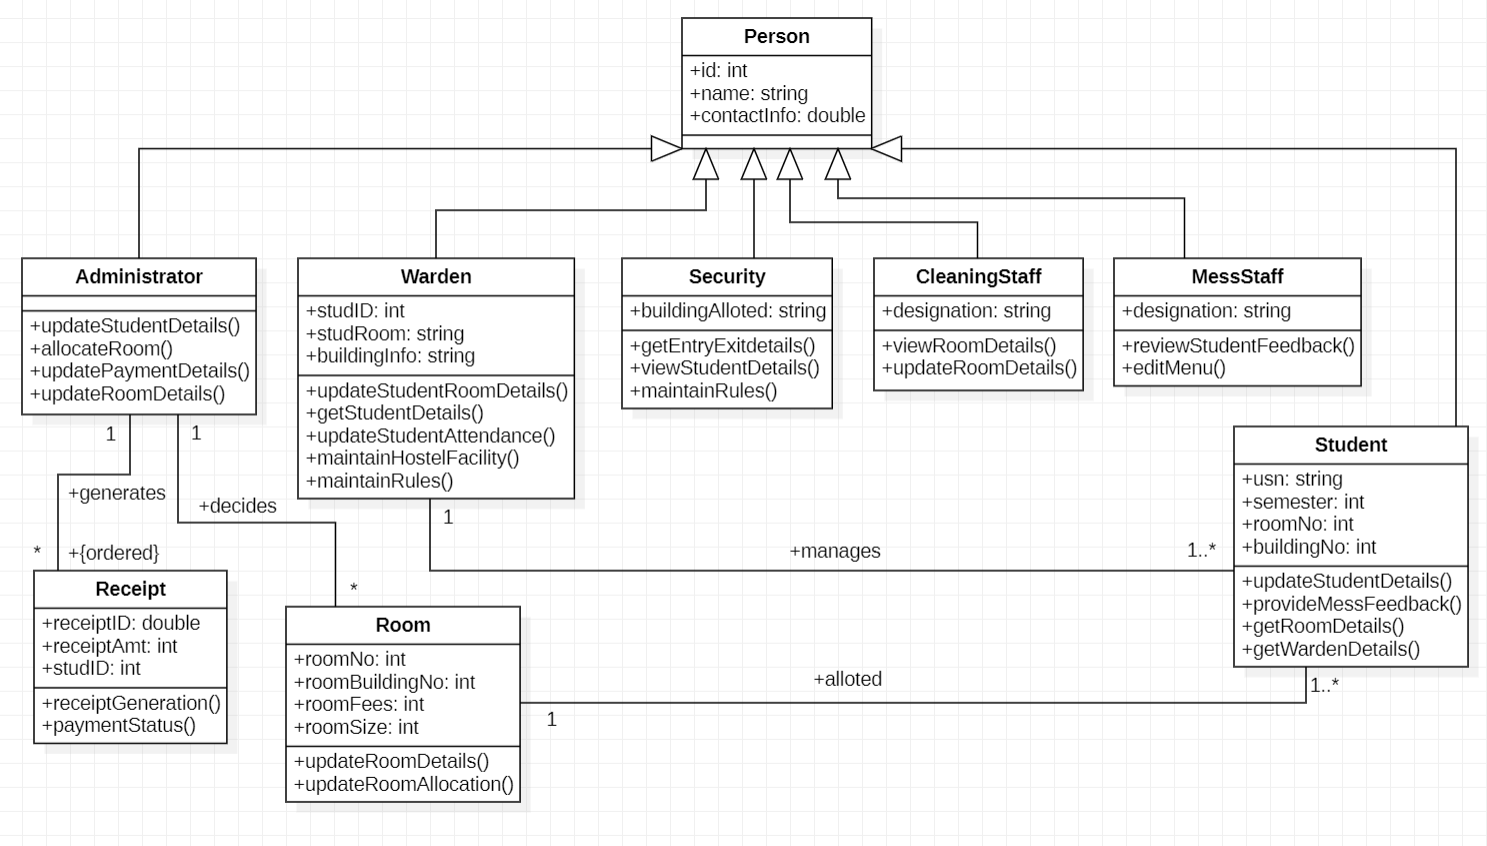 Person
+id: int
+name: string
+contactInfo: double
Administrator
+updateStudentDetails()
+allocateRoom()
+updatePaymentDetails()
+updateRoomDetails()
Warden
+studID: int
+studRoom: string
+buildingInfo: string
+updateStudentRoomDetails()
+getStudentDetails()
+updateStudentAttendance()
+maintainHostelFacility()
+maintainRules()
Security
+buildingAlloted: string
+getEntryExitdetails()
+viewStudentDetails()
+maintainRules()
CleaningStaff
+designation: string
+viewRoomDetails()
+updateRoomDetails()
MessStaff
+designation: string
+reviewStudentFeedback()
+editMenu()
Student
+usn: string
+semester: int
+roomNo: int
+buildingNo: int
+updateStudentDetails()
+provideMessFeedback()
+getRoomDetails()
+getWardenDetails()
1
1
+generates
+decides
* +{ordered}
*
1
+manages
1..*
Receipt
+receiptID: double
+receiptAmt: int
+studID: int
+receiptGeneration()
+paymentStatus()
Room
+roomNo: int
+roomBuildingNo: int
+roomFees: int
+roomSize: int
+updateRoomDetails()
+updateRoomAllocation()
1
+alloted
1..*